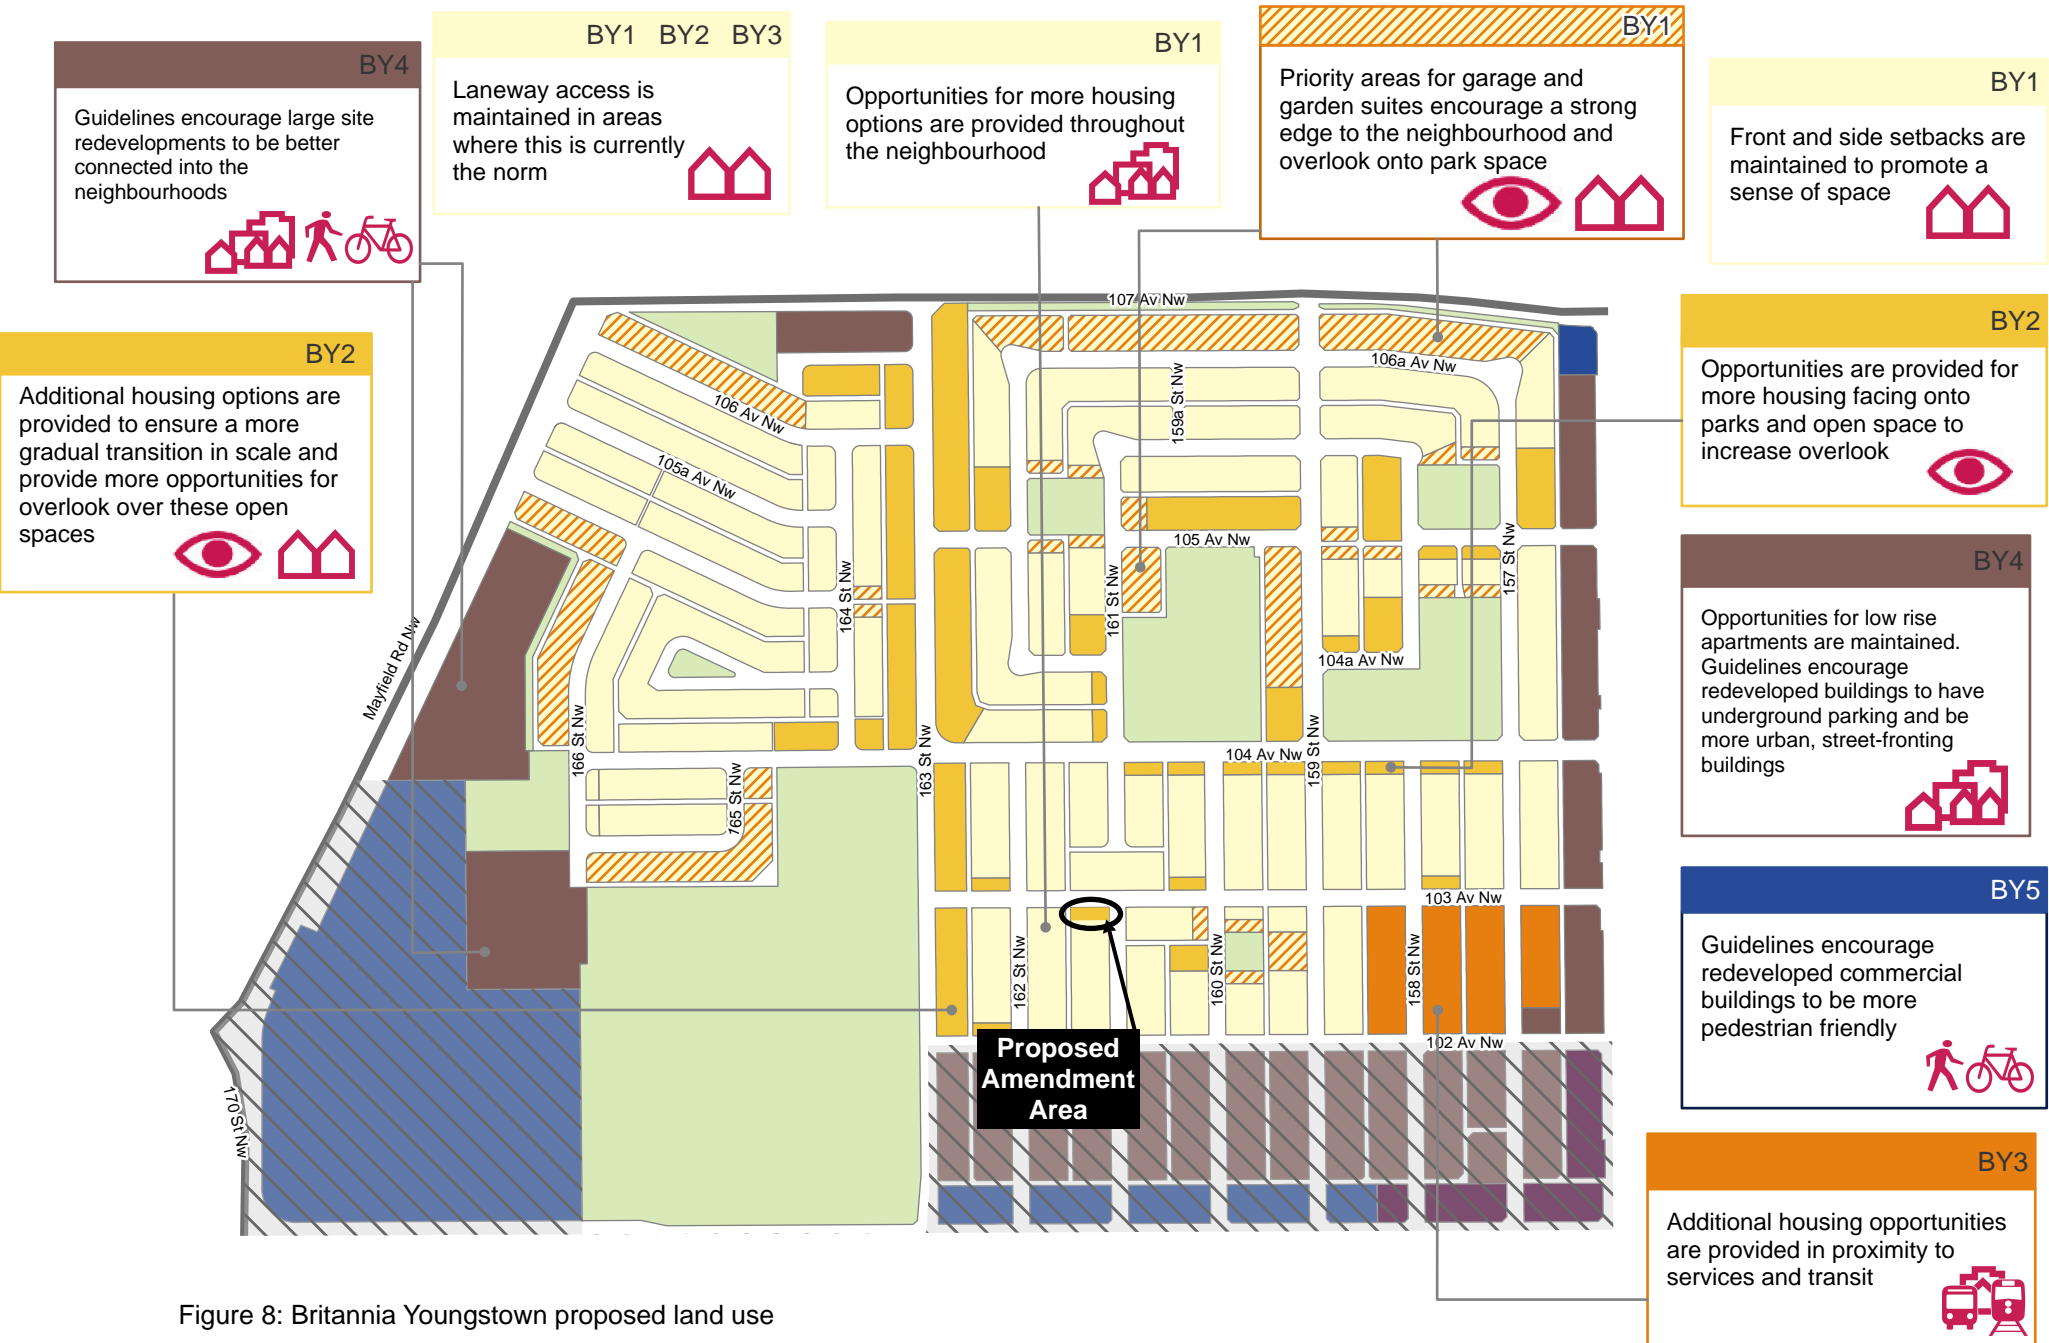 BY4
Guidelines encourage large site
redevelopments to be better
connected into the
neighbourhoods
BY1 BY2 BY3
Laneway access is
maintained in areas
where this is currently
the norm
BY1
Opportunities for more housing
options are provided throughout
the neighbourhood
BY1
Priority areas for garage and
garden suites encourage a strong
edge to the neighbourhood and
overlook onto park space
BY1
Front and side setbacks are
maintained to promote a
sense of space
BY2
Additional housing options are
provided to ensure a more
gradual transition in scale and
provide more opportunities for
overlook over these open
spaces
BY2
Opportunities are provided for
more housing facing onto
parks and open space to
increase overlook
BY4
Opportunities for low rise
apartments are maintained.
Guidelines encourage
redeveloped buildings to have
underground parking and be
more urban, street-fronting
buildings
BY5
Guidelines encourage
redeveloped commercial
buildings to be more
pedestrian friendly
BY3
Additional housing opportunities
are provided in proximity to
services and transit
107 Av Nw
106a Av Nw
159a St Nw
106 Av Nw
105a Av Nw
105 Av Nw
157 St Nw
164 St Nw
161 St Nw
104a Av Nw
Mayfield Rd Nw
166 St Nw
163 St Nw
104 Av Nw
159 St Nw
165 St Nw
103 Av Nw
162 St Nw
160 St Nw
158 St Nw
102 Av Nw
170 St Nw
Proposed
Amendment
Area
Figure 8: Britannia Youngstown proposed land use